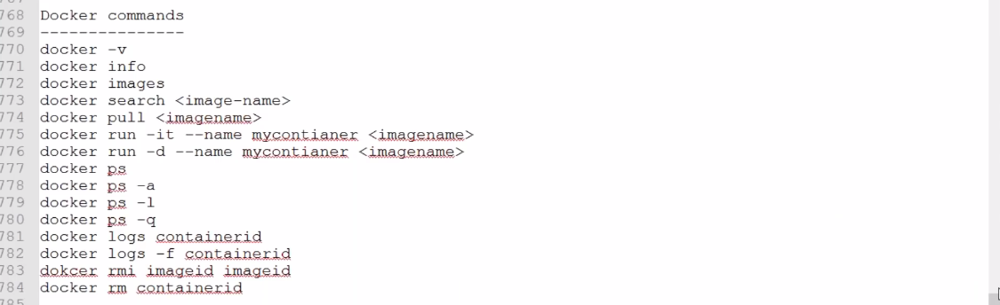 768 Docker commands
769 ---------------
770 docker -v
771 docker info
772 docker images
773 docker search <image-name>
774 docker pull <imagename>
775 docker run -it --name mycontianer <imagename>
776 docker run -d --name mycontianer <imagename>
777 docker ps
778 docker ps -a
779 docker ps -l
780 docker ps -q
781 docker logs containerid
782 docker logs -f containerid
783 dokcer rmi imageid imageid
784 docker rm containerid
785